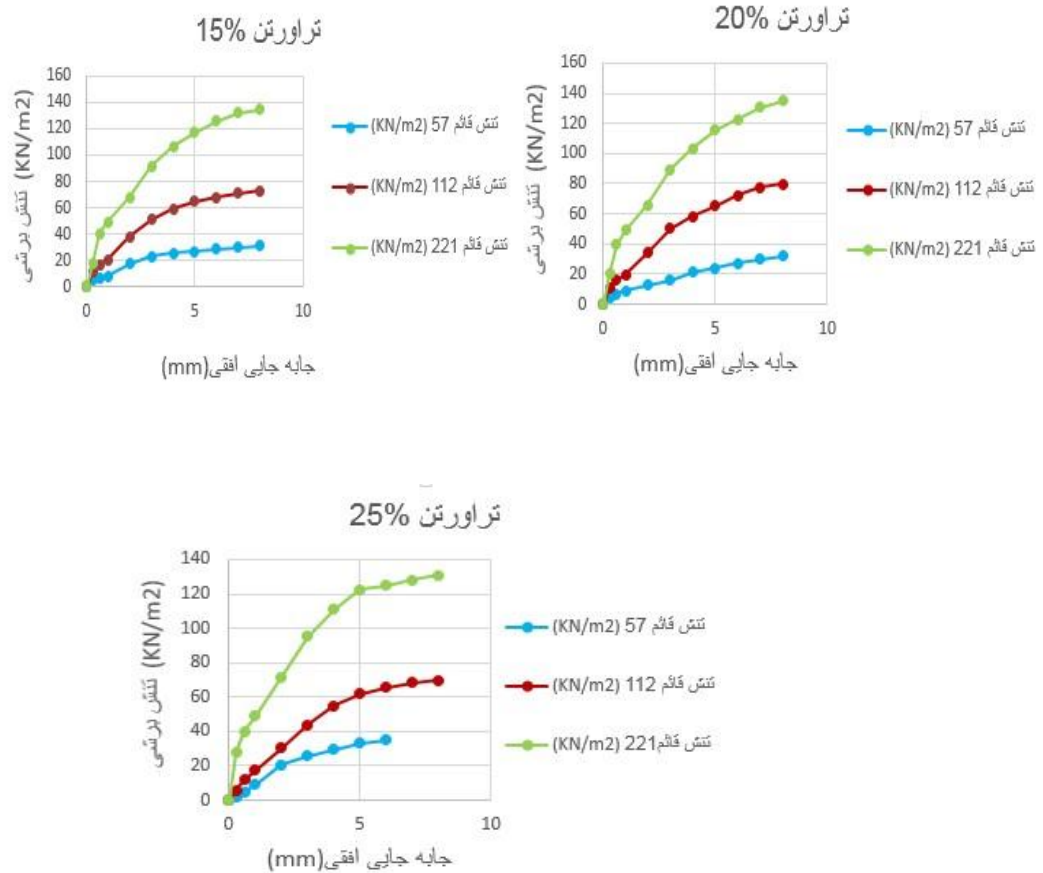 تراورتن %15
160
140
120
100
80
60
40
20
0
0
5
10
تنش برشی (KN/m2)
جابه جایی افقی(mm)
تنش قائم 57 (KN/m2)
تنش قائم 112 (KN/m2)
تنش قائم 221 (KN/m2)
تراورتن %20
160
140
120
100
80
60
40
20
0
0
5
10
تنش برشی (KN/m2)
جابه جایی افقی(mm)
تنش قائم 57 (KN/m2)
تنش قائم 112 (KN/m2)
تنش قائم 221 (KN/m2)
تراورتن %25
140
120
100
80
60
40
20
0
0
5
10
تنش برشی (KN/m2)
جابه جایی افقی(mm)
تنش قائم 57 (KN/m2)
تنش قائم 112 (KN/m2)
تنش قائم221 (KN/m2)